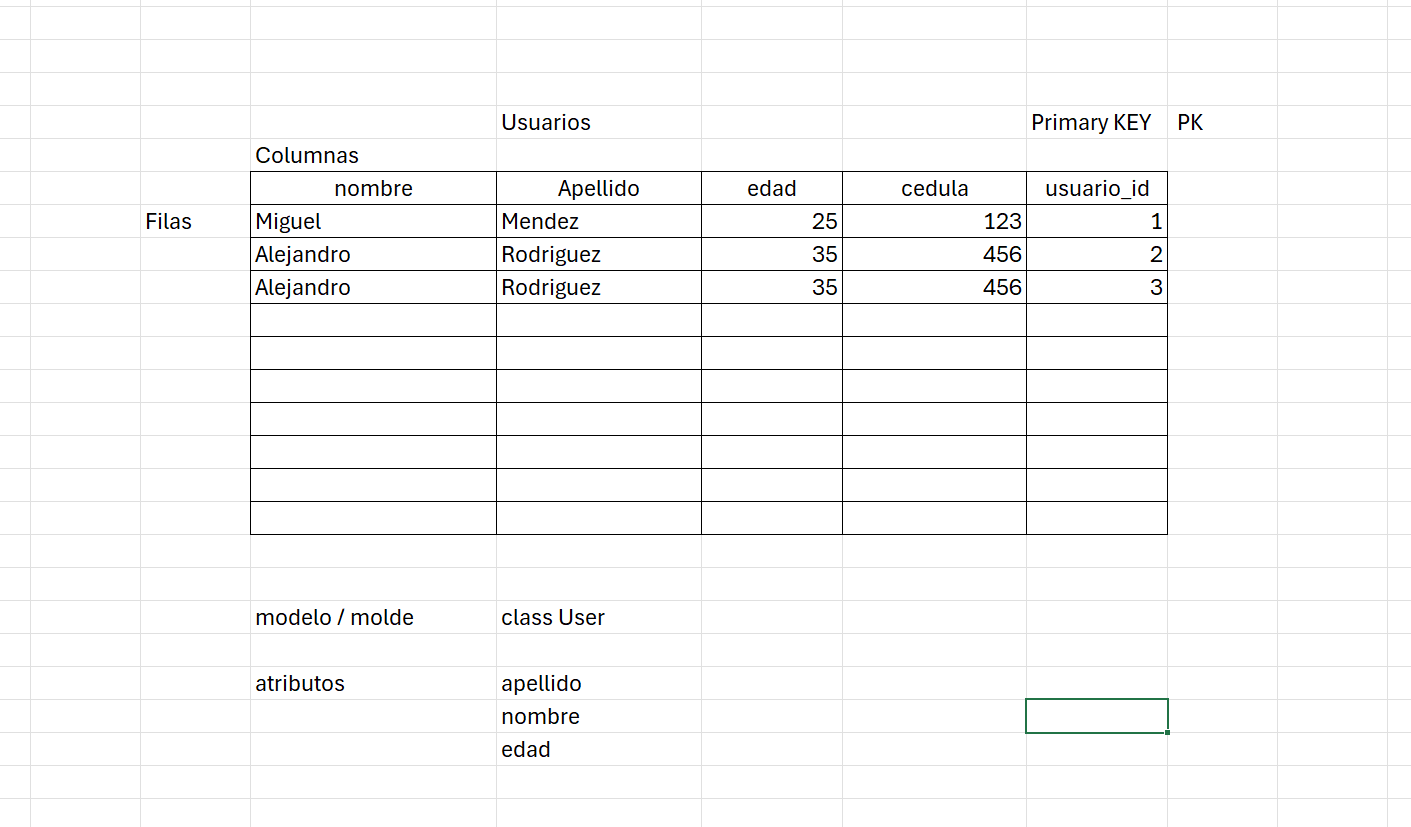 Usuarios Primary KEY PK
Columnas
nombre Apellido edad cedula usuario_id
Filas Miguel Mendez 25 123 1
Alejandro Rodriguez 35 456 2
Alejandro Rodriguez 35 456 3
modelo / molde class User
atributos apellido
nombre
edad